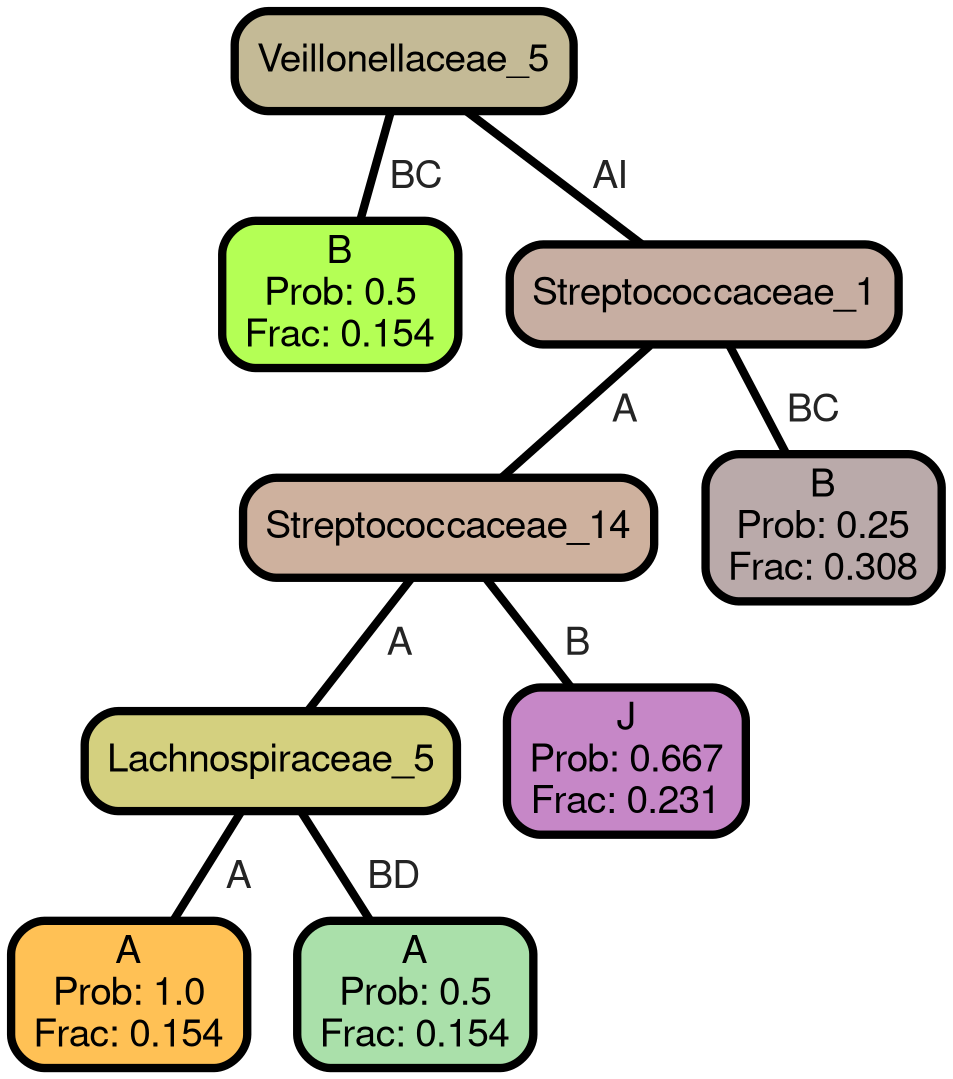 Veillonellaceae_5
BC
AI
B
Prob: 0.5
Frac: 0.154
Streptococcaceae_1
A
BC
Streptococcaceae_14
B
Prob: 0.25
Frac: 0.308
A
B
Lachnospiraceae_5
J
Prob: 0.667
Frac: 0.231
A
BD
A
Prob: 1.0
Frac: 0.154
A
Prob: 0.5
Frac: 0.154